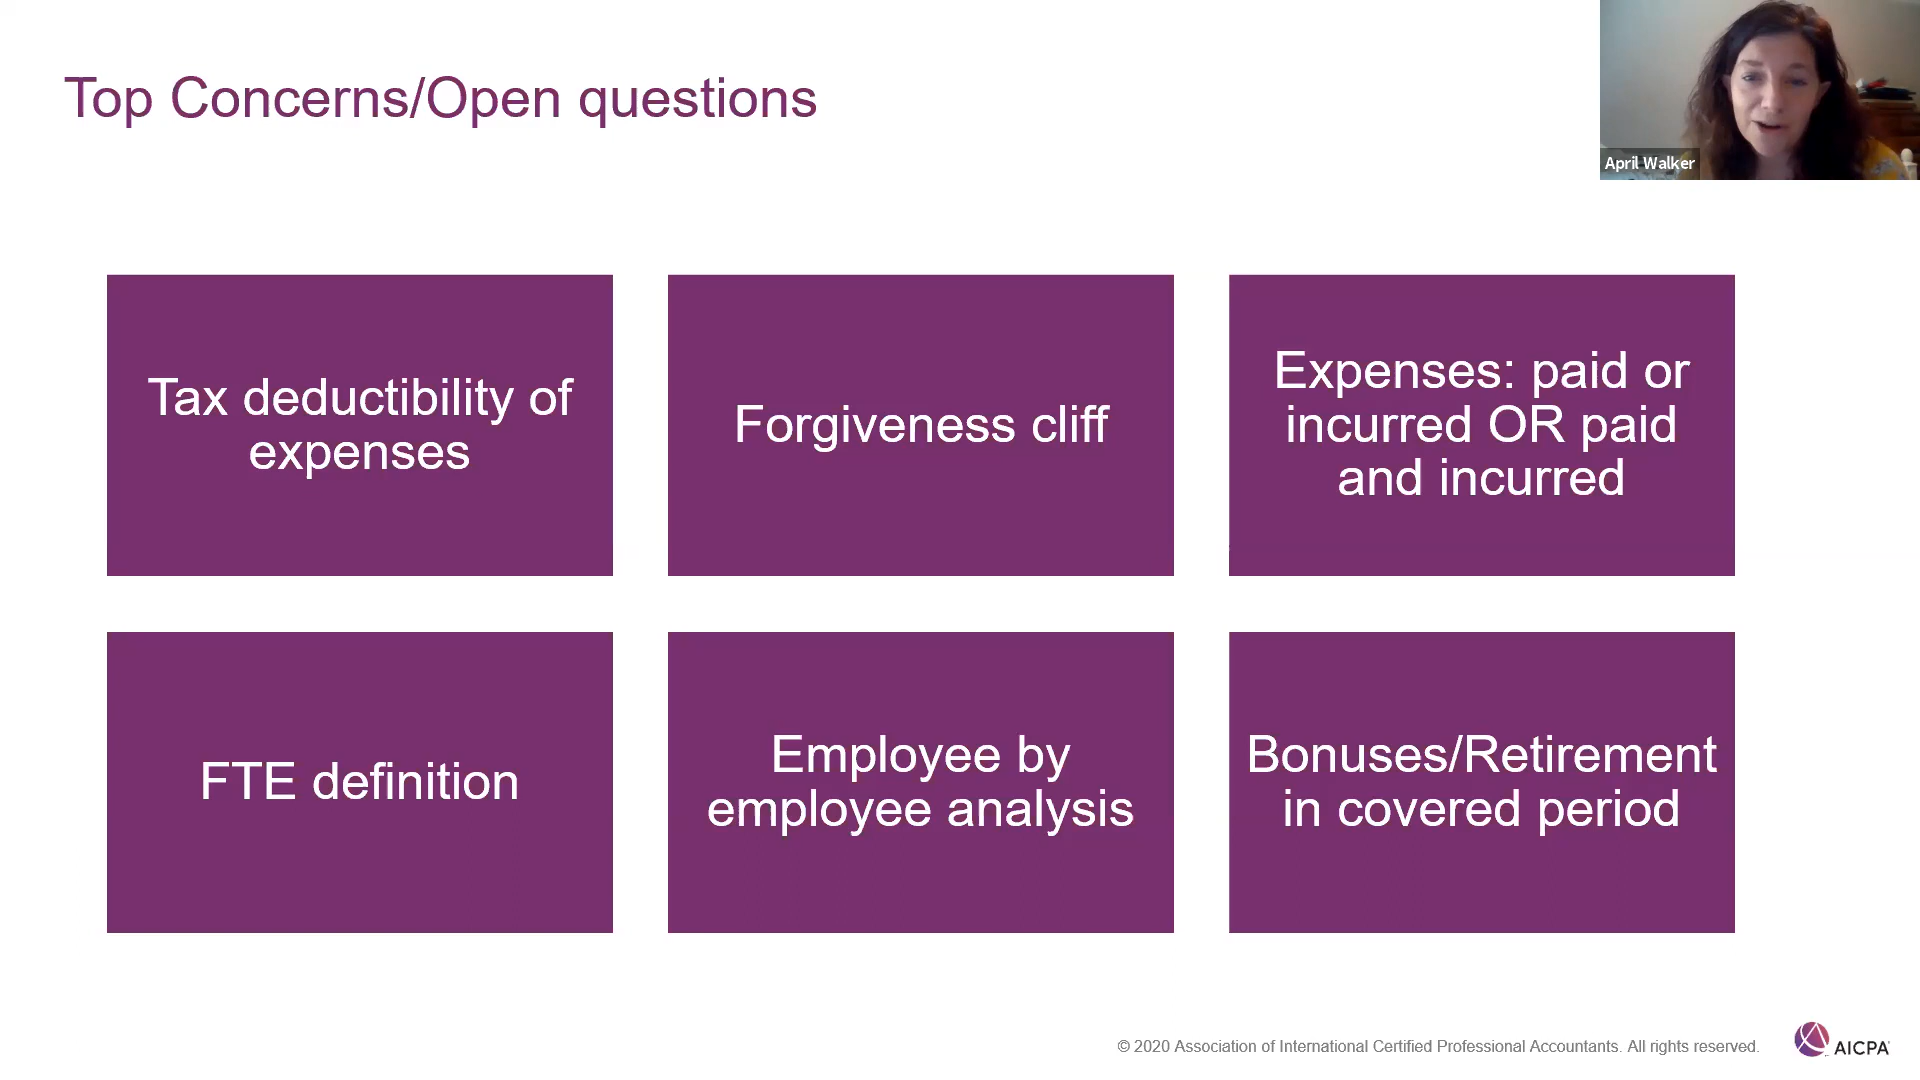 Top Concerns/Open questions
April Walker
Tax deductibility of
expenses
Forgiveness cliff
Expenses: paid or
incurred OR paid
and incurred
FTE definition
Employee by
employee analysis
Bonuses/Retirement
in covered period
© 2020 Association of International Certified Professional Accountants. All rights reserved.
AICPA